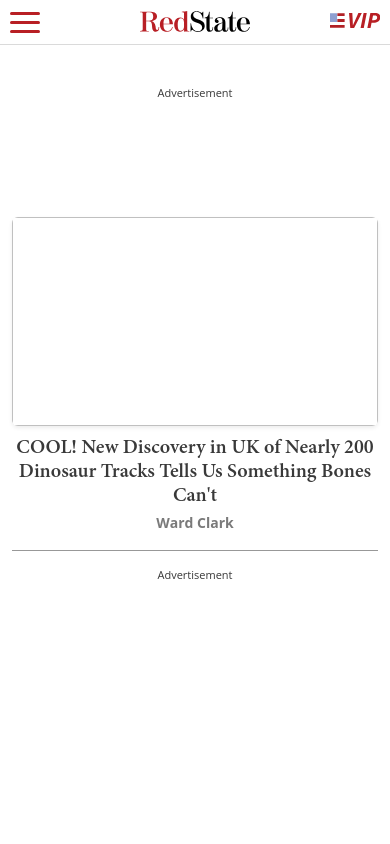 RedState
VIP
Advertisement
COOL! New Discovery in UK of Nearly 200
Dinosaur Tracks Tells Us Something Bones
Can't
Ward Clark
Advertisement